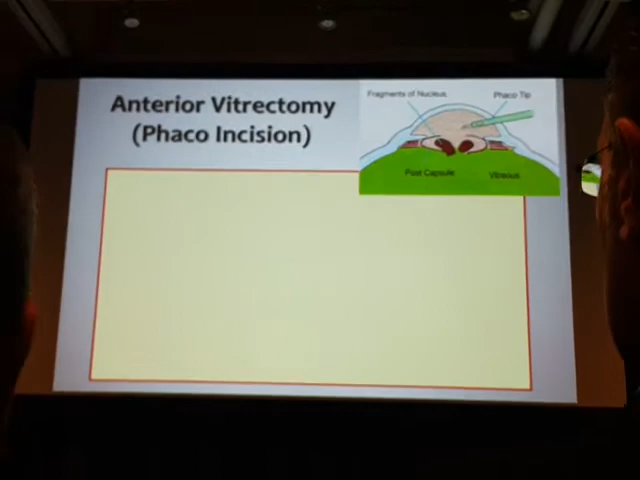 Anterior Vitrectomy
(Phaco Incision)
Fragments of Nucleus
Phaco Tip
Post Capsule
Vitreous